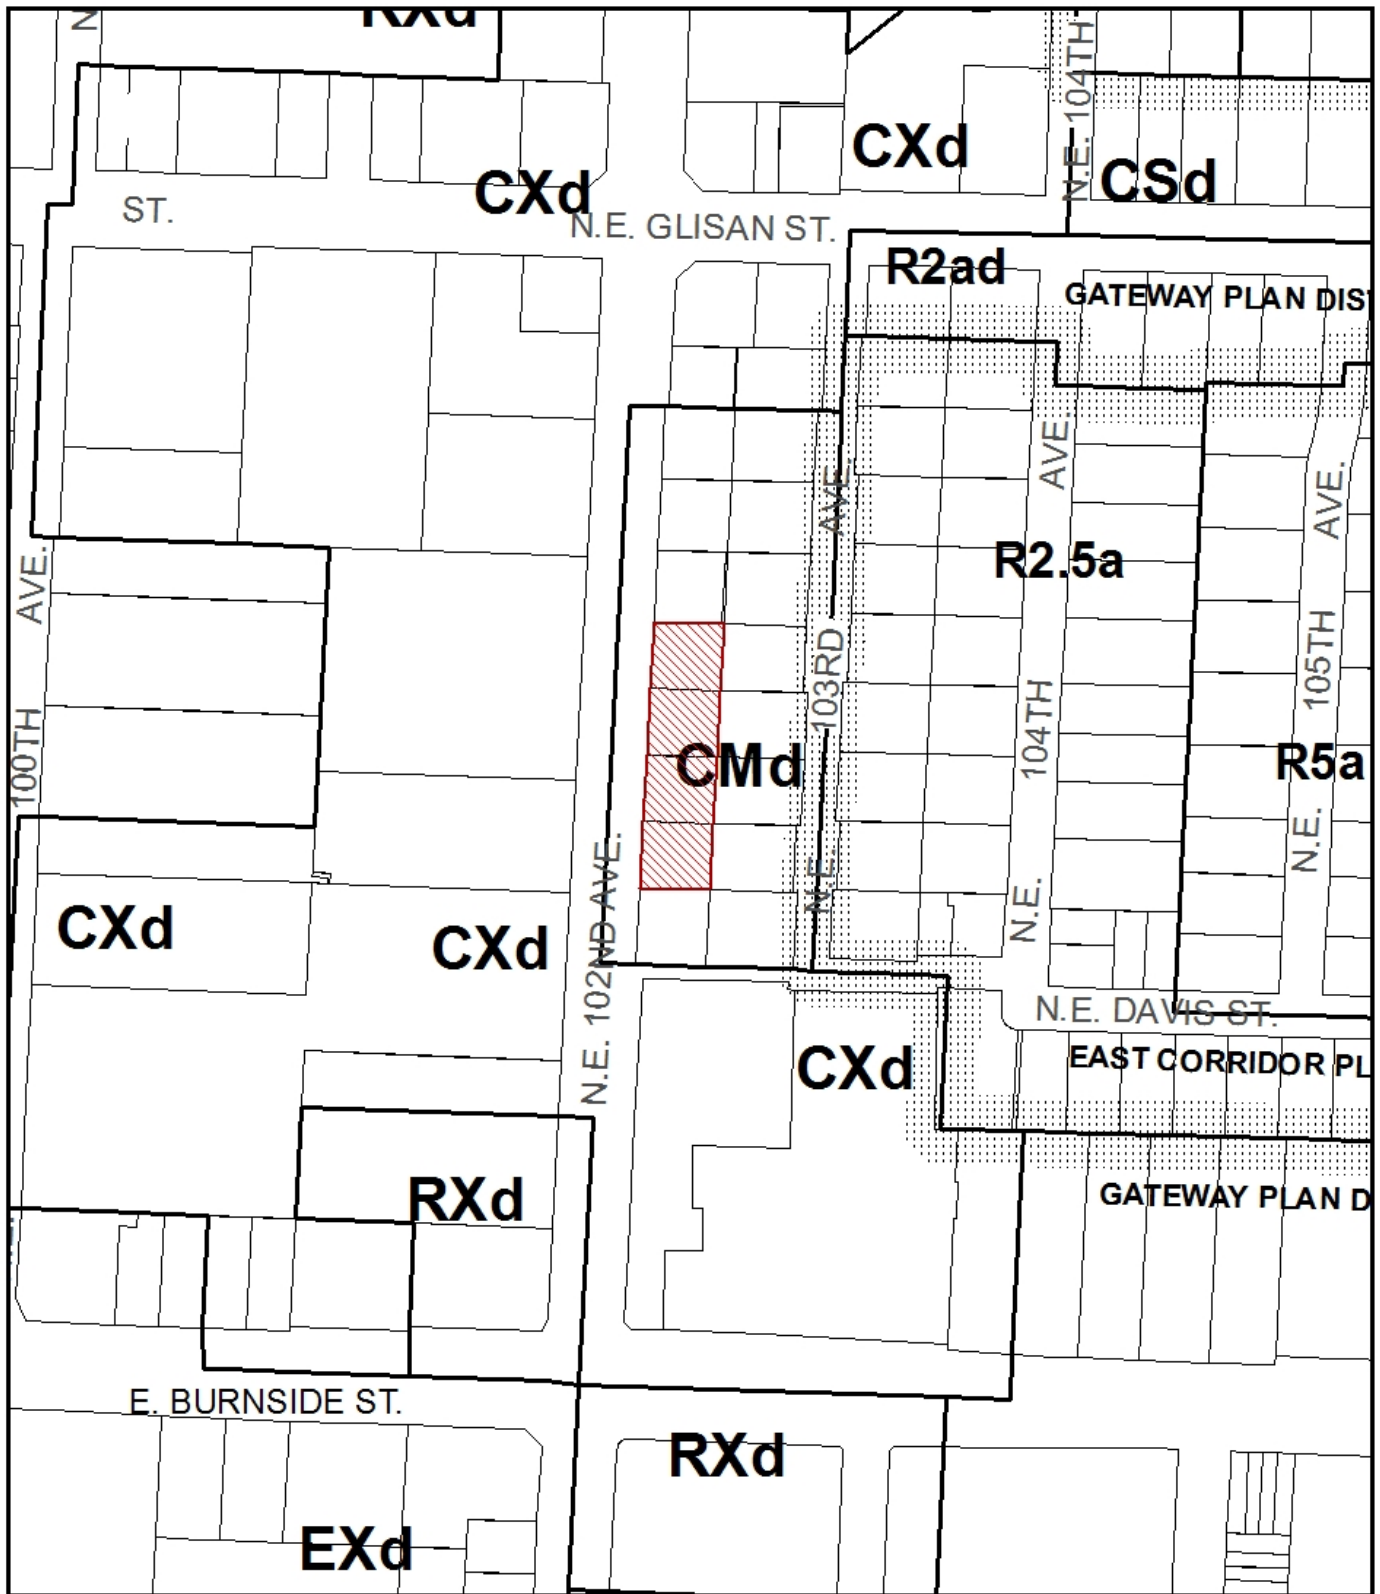 RXd
N
N.E. 104TH
CXd
CSd
CXd
ST.
N.E. GLISAN ST.
R2ad
GATEWAY PLAN DIS
AVE.
AVE.
AVE.
R2.5a
AVE.
103RD
105TH
104TH
100TH
CMd
R5a
N.E.
N.E.
N.E.
CXd
CXd
N.E. 102ND AVE.
N.E. DAVIS ST.
CXd
EAST CORRIDOR PL
RXd
GATEWAY PLAN D
E. BURNSIDE ST.
RXd
EXd